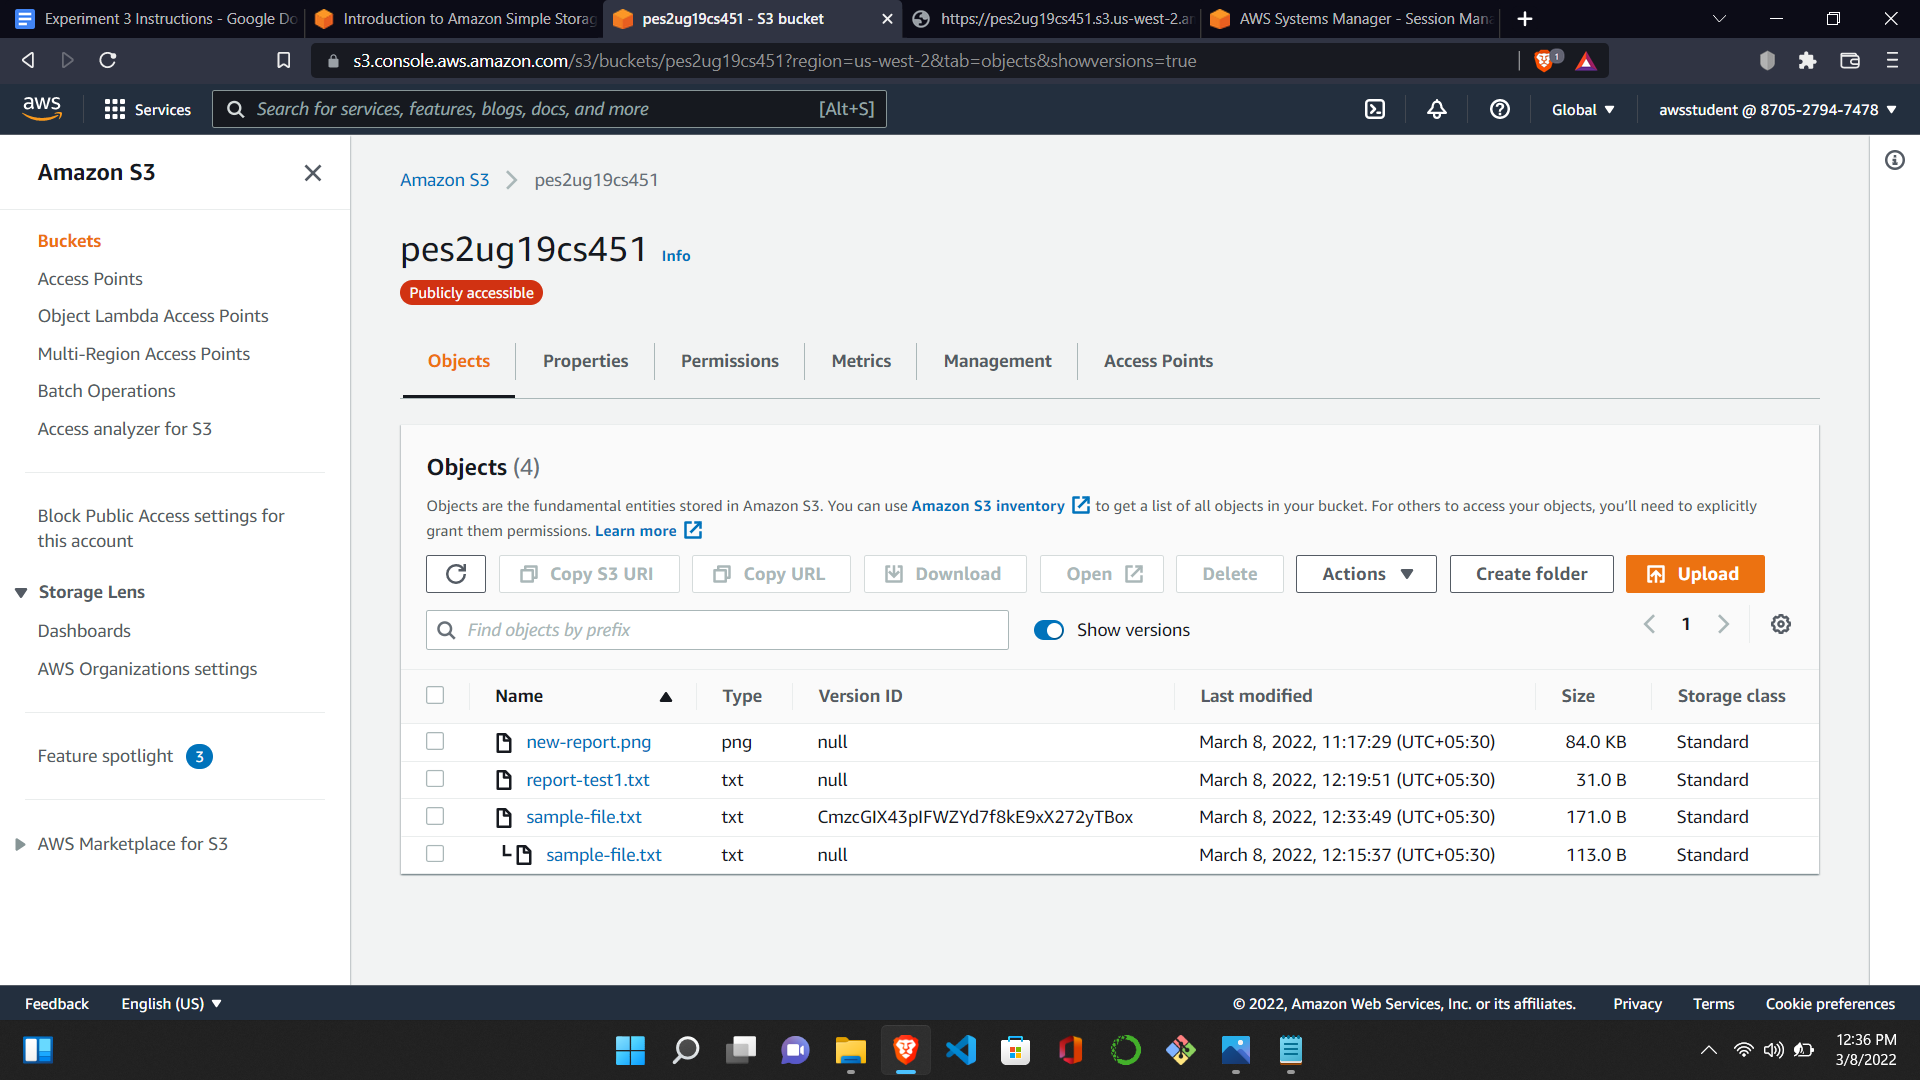 Experiment 3 Instructions - Google Do
Introduction to Amazon Simple Storag
pes2ug19cs451 - S3 bucket
https://pes2ug19cs451.s3.us-west-2.a
AWS Systems Manager - Session Mana
s3.console.aws.amazon.com/s3/buckets/pes2ug19cs451?region=us-west-2&tab=objects&showversions=true
1
aws
Services
Search for services, features, blogs, docs, and more
[Alt+S]
Global
awsstudent @ 8705-2794-7478
Amazon S3
Buckets
Access Points
Object Lambda Access Points
Multi-Region Access Points
Batch Operations
Access analyzer for S3
Block Public Access settings for
this account
Storage Lens
Dashboards
AWS Organizations settings
Feature spotlight 3
AWS Marketplace for S3
Amazon S3 > pes2ug19cs451
pes2ug19cs451 Info
Publicly accessible
Objects Properties Permissions Metrics Management Access Points
Objects (4)
Objects are the fundamental entities stored in Amazon S3. You can use Amazon S3 inventory to get a list of all objects in your bucket. For others to access your objects, you'll need to explicitly
grant them permissions. Learn more
Copy S3 URI Copy URL Download Open Delete Actions Create folder Upload
Find objects by prefix
Show versions
1
Name Type Version ID Last modified Size Storage class
new-report.png png null March 8, 2022, 11:17:29 (UTC+05:30) 84.0 KB Standard
report-test1.txt txt null March 8, 2022, 12:19:51 (UTC+05:30) 31.0 B Standard
sample-file.txt txt CmzcGIX43pIFWZYd7f8kE9xX272yTBox March 8, 2022, 12:33:49 (UTC+05:30) 171.0 B Standard
sample-file.txt txt null March 8, 2022, 12:15:37 (UTC+05:30) 113.0 B Standard
Feedback English (US)
© 2022, Amazon Web Services, Inc. or its affiliates. Privacy Terms Cookie preferences
12:36 PM
3/8/2022